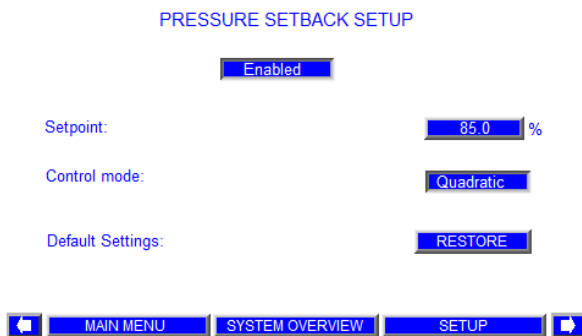 PRESSURE SETBACK SETUP
Enabled
Setpoint: 85.0 %
Control mode: Quadratic
Default Settings: RESTORE
MAIN MENU SYSTEM OVERVIEW SETUP